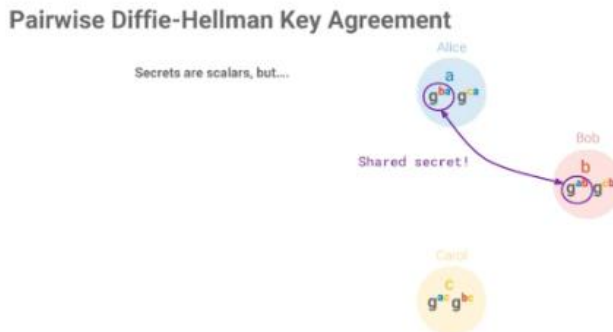 Pairwise Diffie-Hellman Key Agreement
Alice
Secrets are scalars, but....
a
g^ba g^ca
Bob
Shared secret!
b
g^ab g^cb
Carol
c
g^ac g^bc